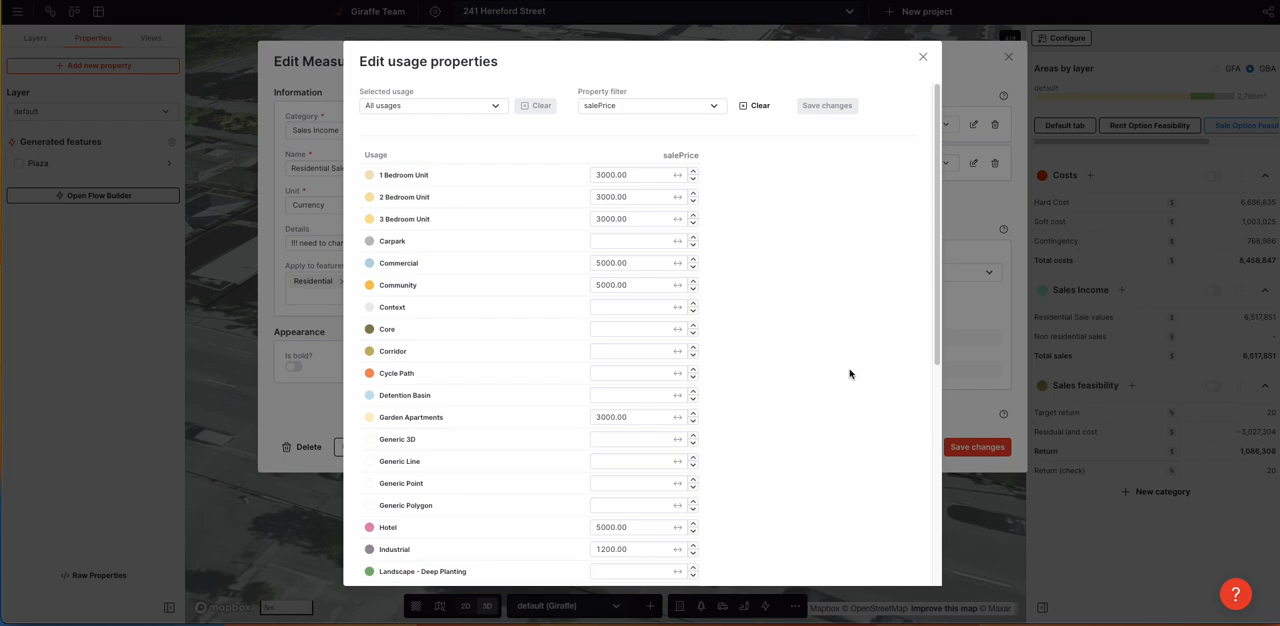 Giraffe Team
241 Hereford Street
New project
Layers
Properties
Views
Add new property
Layer
default
Generated features
Plaza
Open Flow Builder
Raw Properties
Edit Measu
Information
Category *
Sales Income
Name *
Residential Sal
Unit *
Currency
Details
!!! need to char
Apply to feature
Residential
Appearance
Is bold?
Delete
Save changes
Edit usage properties
Selected usage
All usages
Clear
Property filter
salePrice
Clear
Save changes
Usage salePrice
1 Bedroom Unit 3000.00
2 Bedroom Unit 3000.00
3 Bedroom Unit 3000.00
Carpark
Commercial 5000.00
Community 5000.00
Context
Core
Corridor
Cycle Path
Detention Basin
Garden Apartments 3000.00
Generic 3D
Generic Line
Generic Point
Generic Polygon
Hotel 5000.00
Industrial 1200.00
Landscape - Deep Planting
Configure
Areas by layer GFA GBA
default 2,766m²
Default tab Rent Option Feasibility Sale Option Feasi
Costs
Hard Cost $ 6,686,835
Soft cost $ 1,003,025
Contingency $ 768,986
Total costs $ 8,458,847
Sales Income
Residential Sale values $ 6,517,851
Non residential sales $ -
Total sales $ 6,517,851
Sales feasibility
Target return % 20
Residual land cost $ -3,027,304
Return $ 1,086,308
Return (check) % 20
New category
mapbox
5m
2D 3D
default (Giraffe)
Mapbox © OpenStreetMap Improve this map © Maxar
?